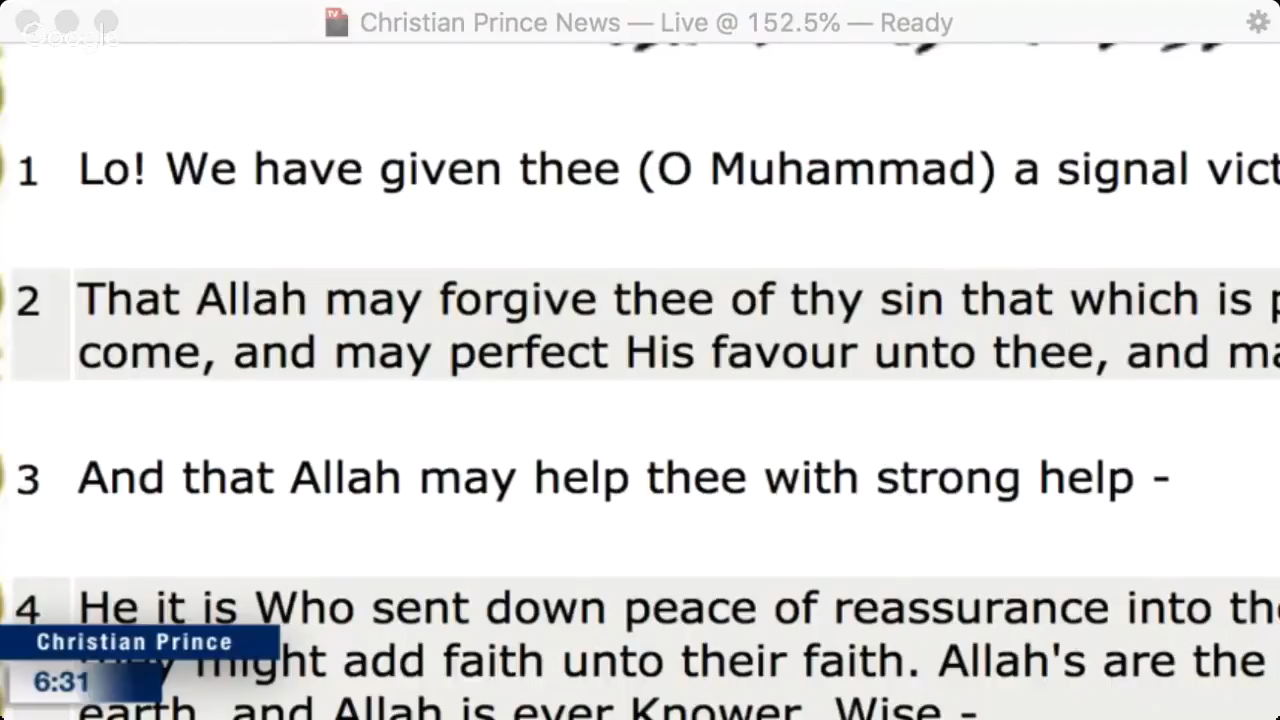 Christian Prince News — Live @ 152.5% — Ready
Google
1 Lo! We have given thee (O Muhammad) a signal
2 That Allah may forgive thee of thy sin that which is
come, and may perfect His favour unto thee, and
3 And that Allah may help thee with strong help -
4 He it is Who sent down peace of reassurance into
Christian Prince
might add faith unto their faith. Allah's are the
6:31
earth, and Allah is ever Knower, Wise -